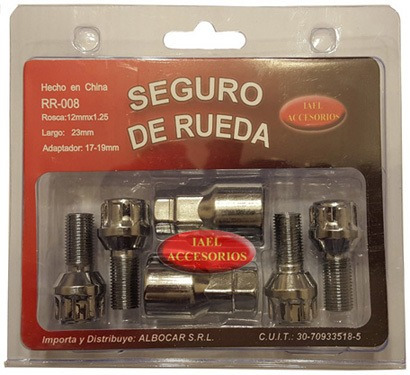 Hecho en China
RR-008
Rosca:12mmx1.25
Largo: 23mm
Adaptador: 17-19mm
SEGURO
DE RUEDA
IAEL
ACCESORIOS
IAEL
ACCESORIOS
Importa y Distribuye: ALBOCAR S.R.L.
C.U.I.T.: 30-70933518-5